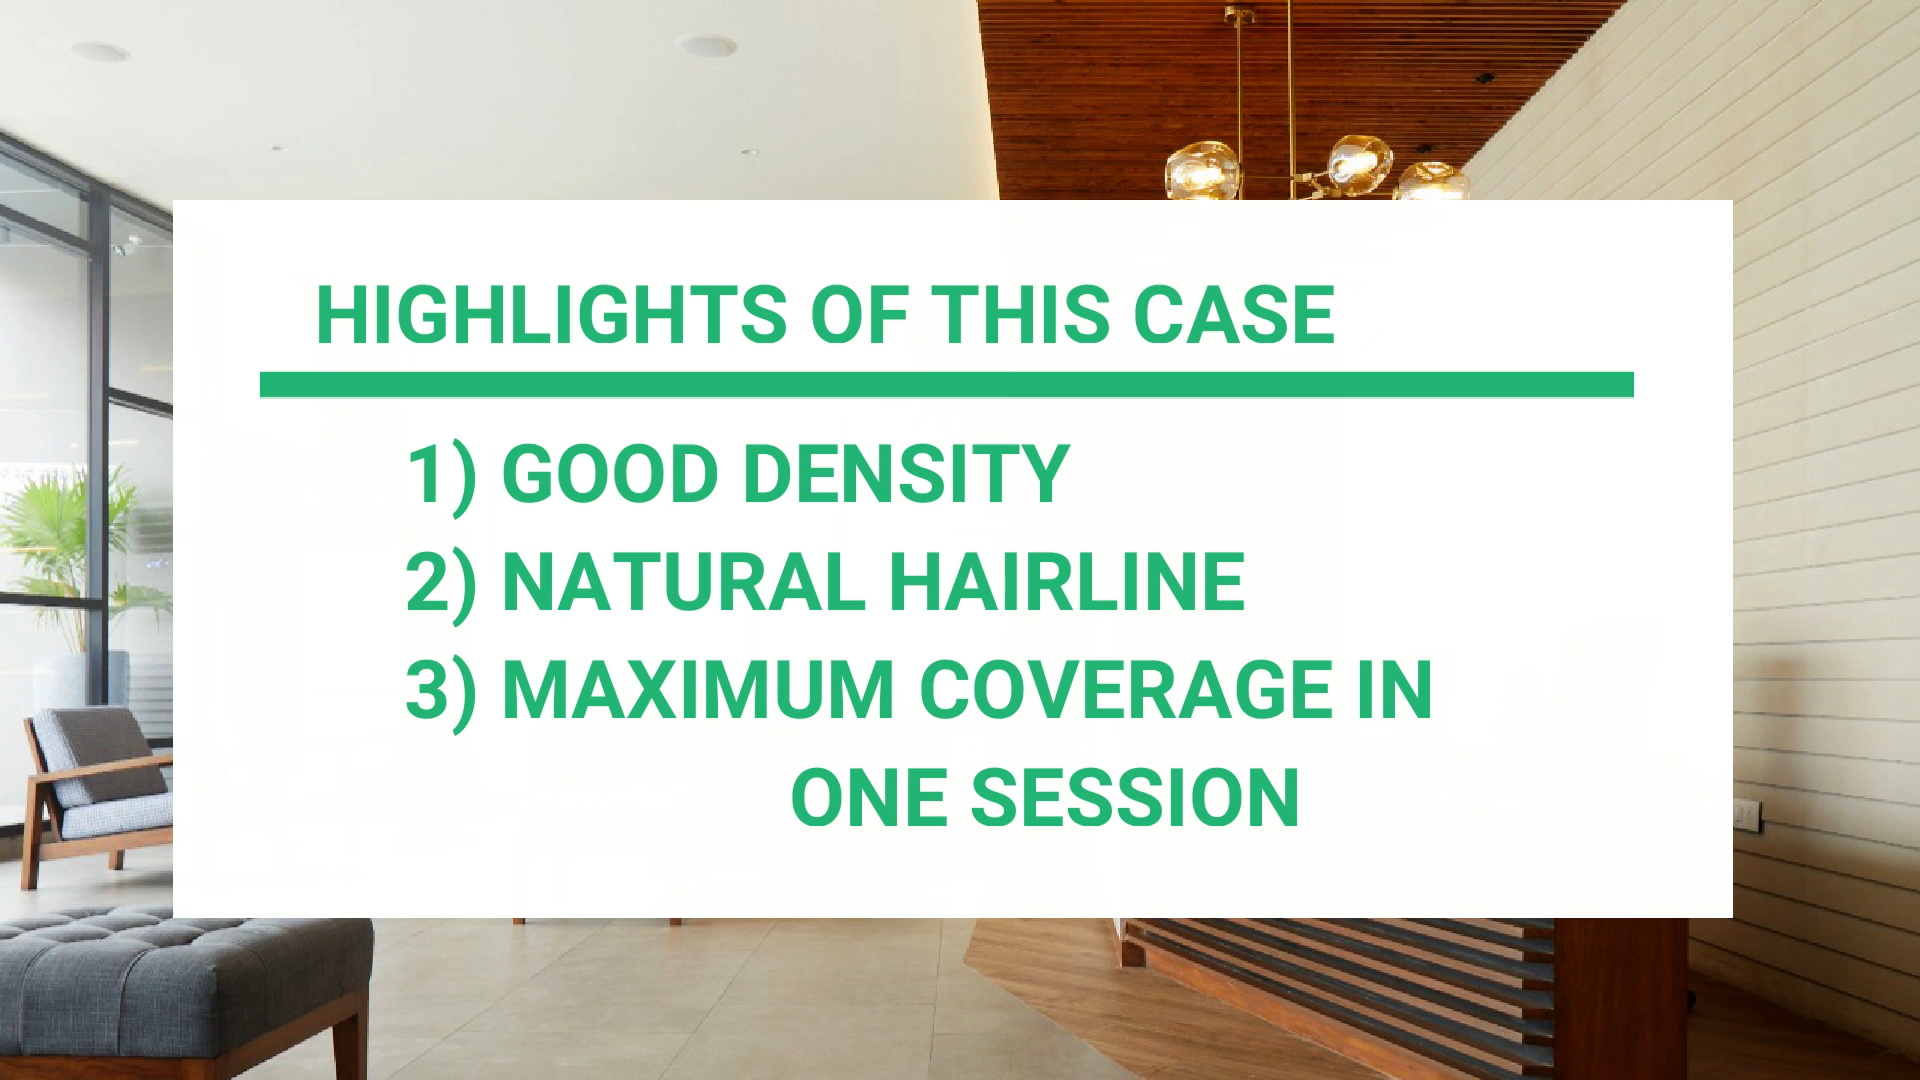 HIGHLIGHTS OF THIS CASE
1) GOOD DENSITY
2) NATURAL HAIRLINE
3) MAXIMUM COVERAGE IN
ONE SESSION